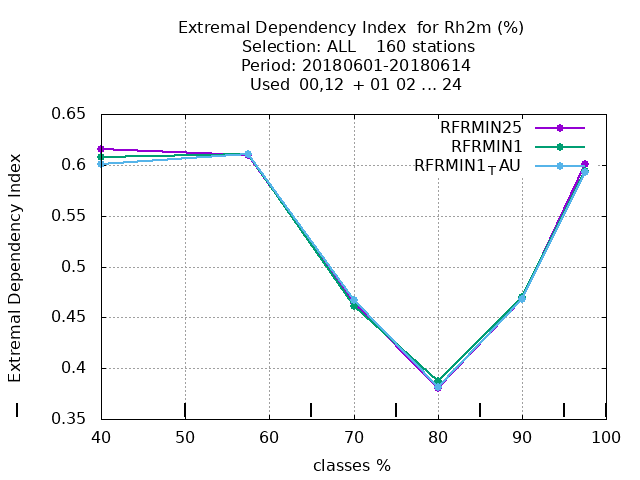 Extremal Dependency Index  for Rh2m (%)
Selection: ALL    160 stations
Period: 20180601-20180614
Used  00,12  + 01 02 ... 24
RFRMIN25
RFRMIN1
RFRMIN1TAU
Extremal Dependency Index
0.65
0.6
0.55
0.5
0.45
0.4
0.35
40 50 60 70 80 90 100
classes %